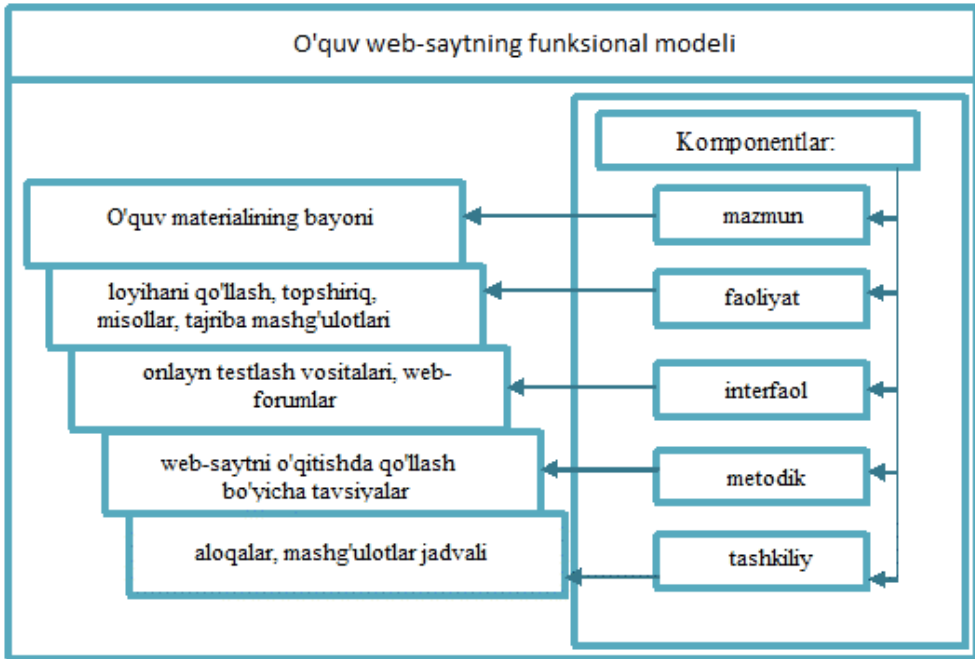 O'quv web-saytning funksional modeli
Komponentlar:
O'quv materialining bayoni
mazmun
loyihani qo'llash, topshiriq,
misollar, tajriba mashg'ulotlari
faoliyat
onlayn testlash vositalari, web-
forumlar
interfaol
web-saytni o'qitishda qo'llash
bo'yicha tavsiyalar
metodik
aloqalar, mashg'ulotlar jadvali
tashkiliy